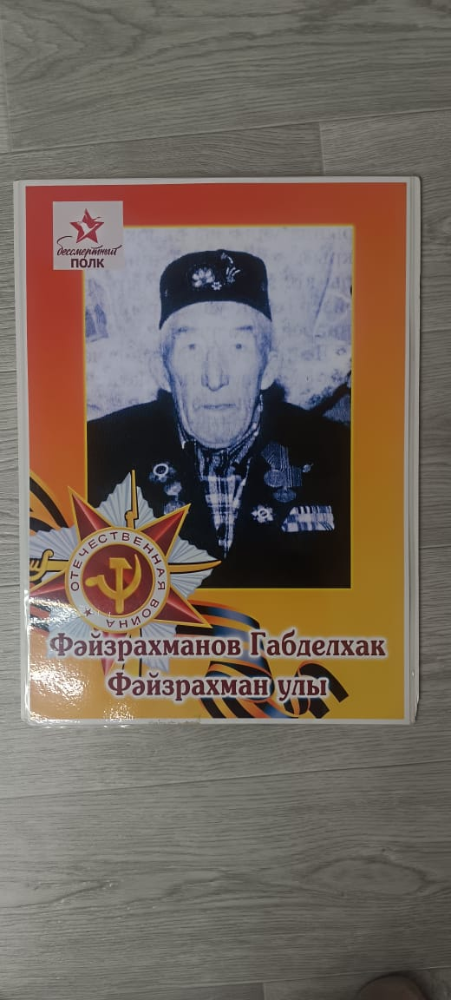 бессмертный
ПОЛК
ОТЕЧЕСТВЕННАЯ ВОЙНА
Фәйзрахманов Габделхак
Фәйзрахман улы